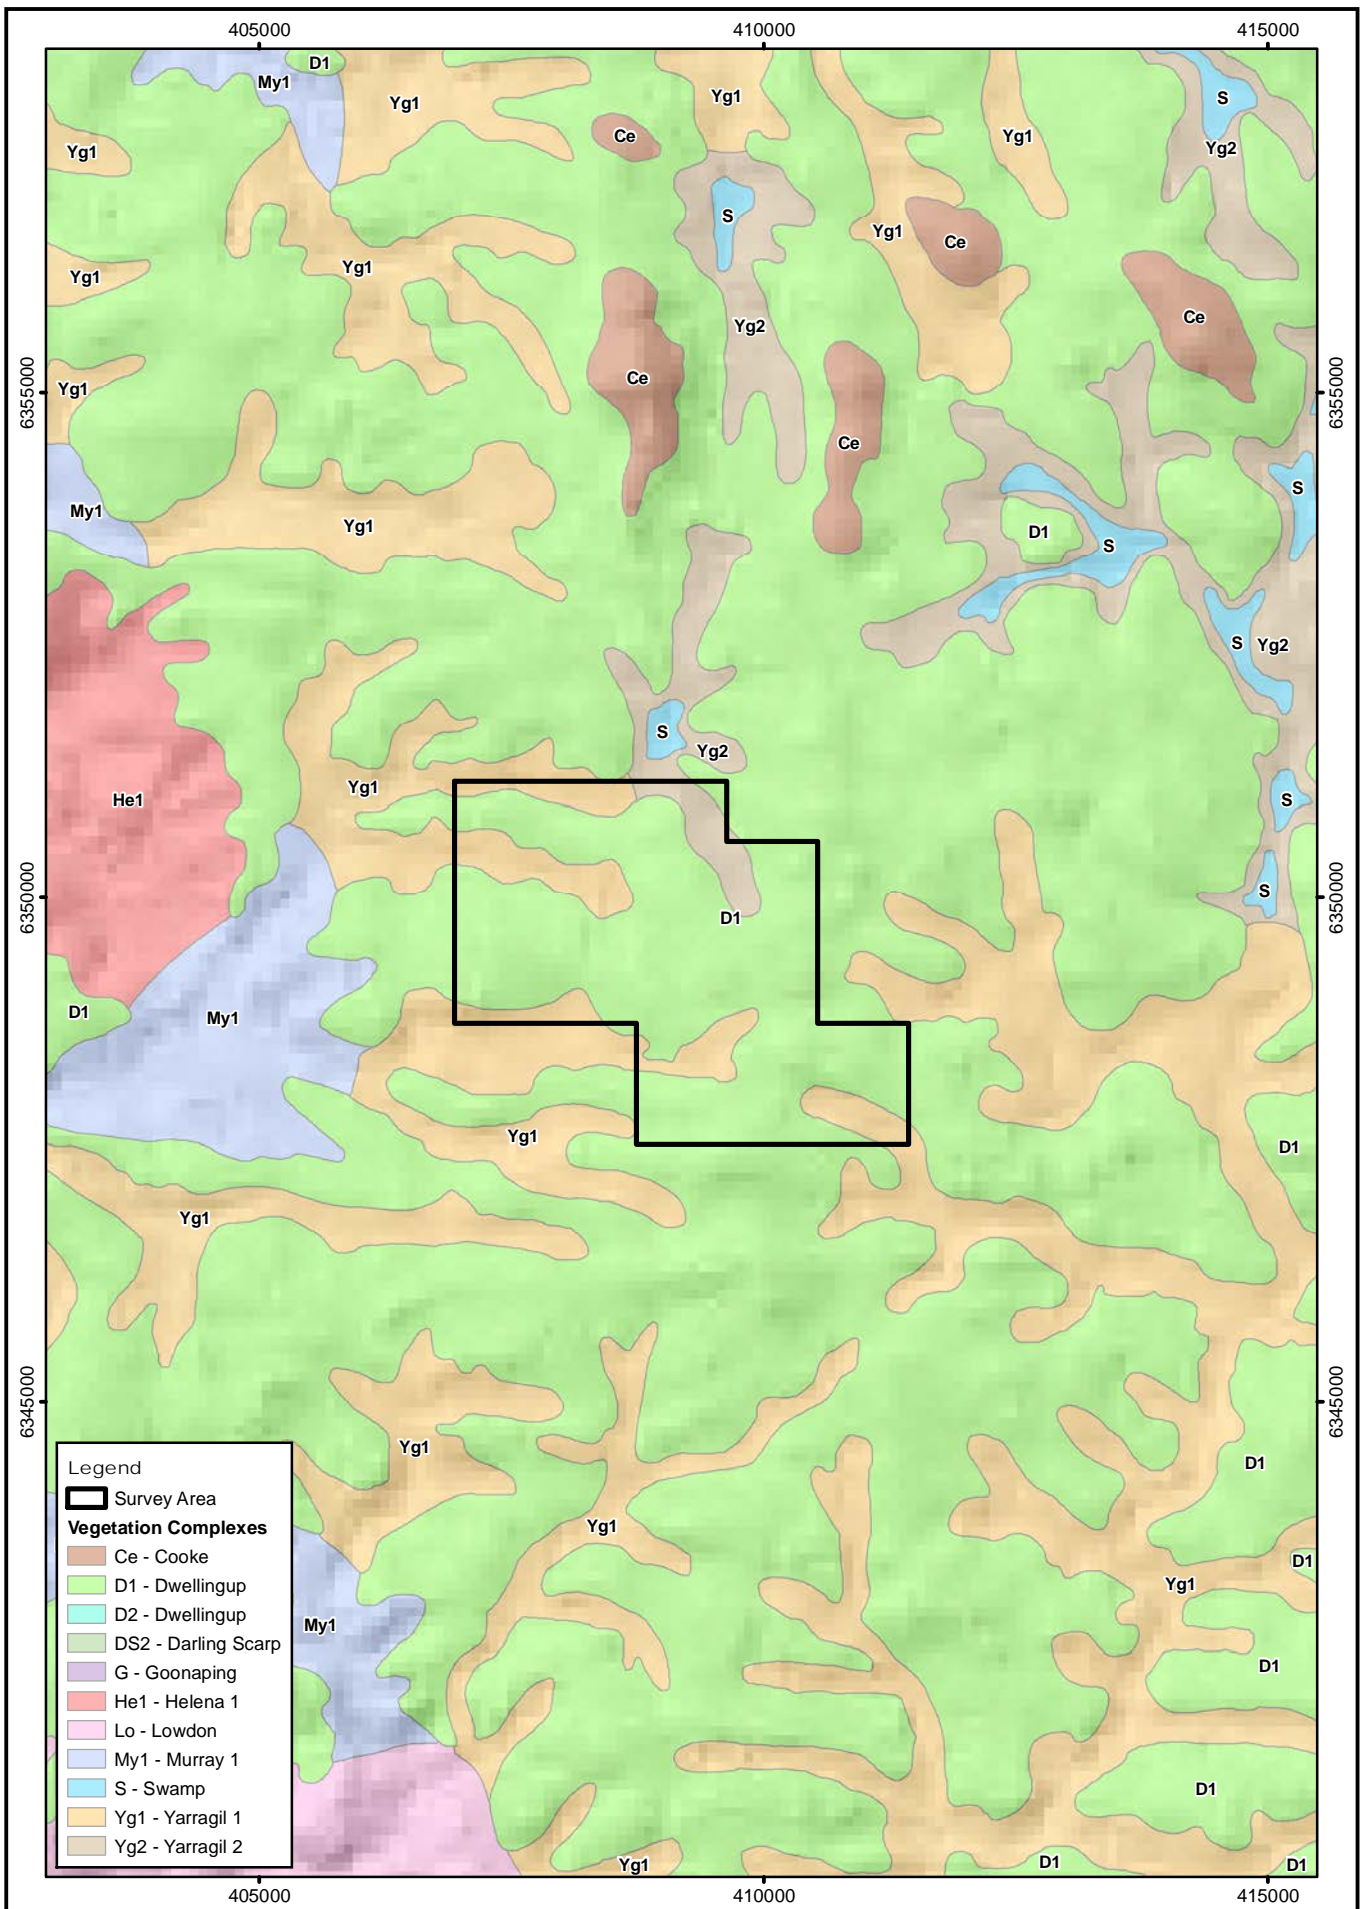 405000 410000 415000
D1
My1
Yg1
Yg1
S
Ce
Yg1
Yg1
Yg2
Yg1
S
Yg1
Ce
Yg1
Yg1
Ce
Yg2
Ce
Yg1
6355000
6355000
Ce
S
My1
Yg1
D1
S
S
Yg2
S
Yg2
Yg1
He1
S
S
6350000
6350000
D1
D1
My1
Yg1
D1
Yg1
6345000
6345000
Yg1
D1
Legend
Survey Area
Vegetation Complexes
Ce - Cooke
D1 - Dwellingup
D2 - Dwellingup
DS2 - Darling Scarp
G - Goonaping
He1 - Helena 1
Lo - Lowdon
My1 - Murray 1
S - Swamp
Yg1 - Yarragil 1
Yg2 - Yarragil 2
Yg1
D1
Yg1
My1
D1
D1
Yg1
D1
D1
405000 410000 415000